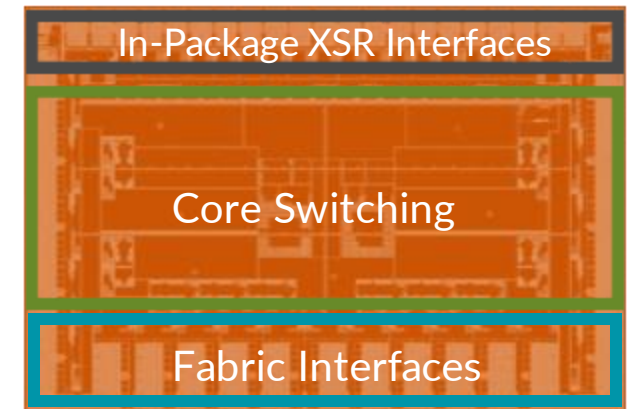 In-Package XSR Interfaces
Core Switching
Fabric Interfaces